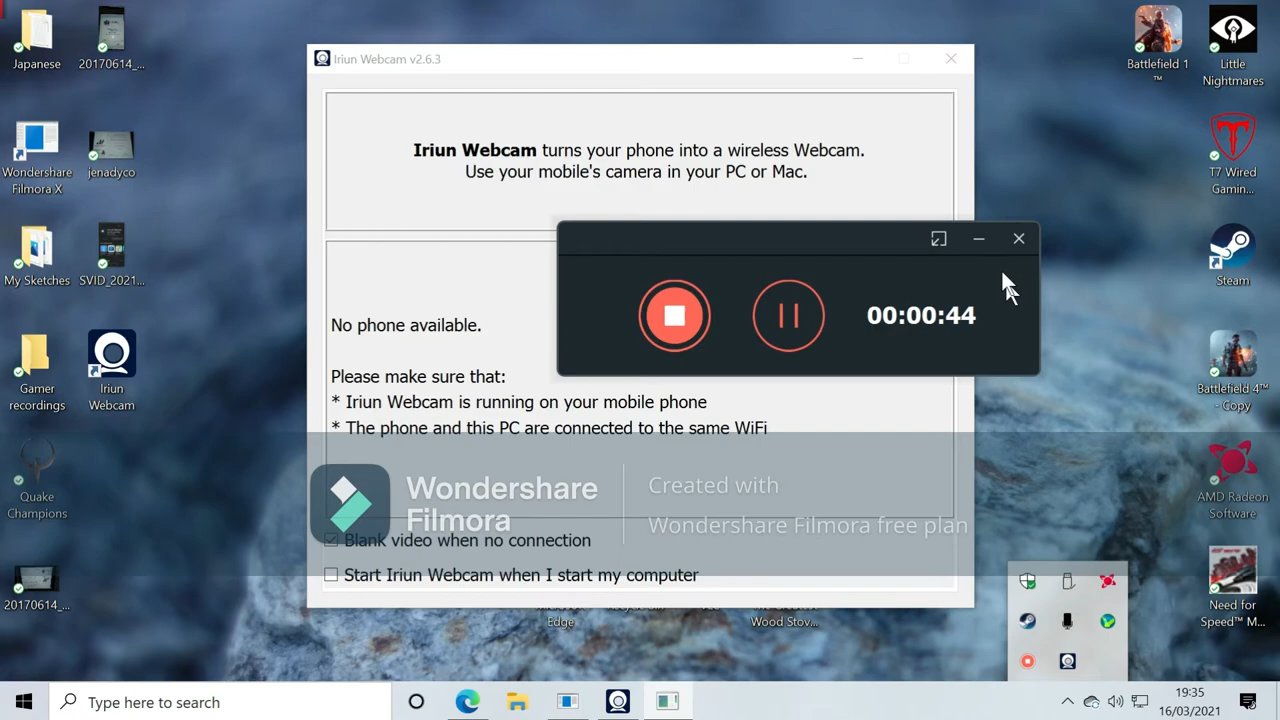 Japanese
20170614_...
Wondershare
Filmora X
jenadyco
My Sketches
SVID_2021...
Gamer
recordings
Iriun
Webcam
Quake
Champions
20170614_...
Iriun Webcam v2.6.3
Iriun Webcam turns your phone into a wireless Webcam.
Use your mobile's camera in your PC or Mac.
00:00:44
No phone available.
Please make sure that:
* Iriun Webcam is running on your mobile phone
* The phone and this PC are connected to the same WiFi
Wondershare
Filmora
Created with
Wondershare Filmora free plan
Blank video when no connection
Start Iriun Webcam when I start my computer
Edge
Wood Stov...
Battlefield 1
™
Little
Nightmares
T7 Wired
Gamin...
Steam
Battlefield 4™
- Copy
AMD Radeon
Software
Need for
Speed™ M...
Type here to search
19:35
16/03/2021